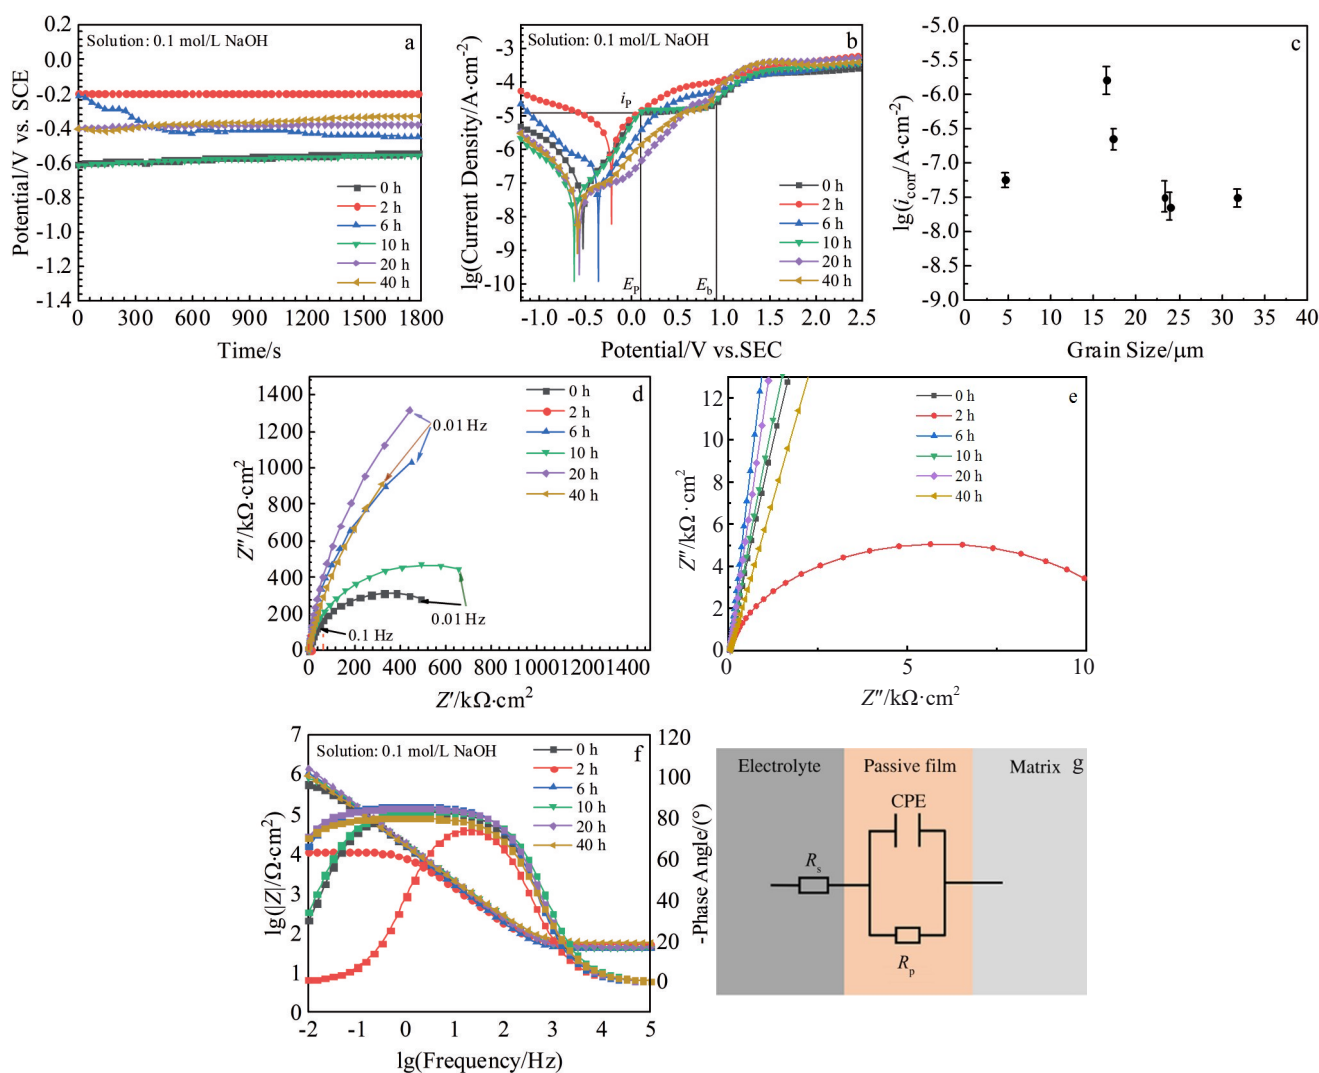 a
Solution: 0.1 mol/L NaOH
Potential/V vs. SCE
0.2
0.0
-0.2
-0.4
-0.6
-0.8
-1.0
-1.2
-1.4
0 h
2 h
6 h
10 h
20 h
40 h
0 300 600 900 1200 1500 1800
Time/s
b
Solution: 0.1 mol/L NaOH
lg(Current Density/A·cm⁻²)
-3
-4
-5
-6
-7
-8
-9
-10
iP
EP
Eb
0 h
2 h
6 h
10 h
20 h
40 h
-1.0 -0.5 0.0 0.5 1.0 1.5 2.0 2.5
Potential/V vs.SEC
c
lg(icorr/A·cm⁻²)
-5.0
-5.5
-6.0
-6.5
-7.0
-7.5
-8.0
-8.5
-9.0
0 5 10 15 20 25 30 35 40
Grain Size/μm
d
Z″/kΩ·cm²
1400
1200
1000
800
600
400
200
0
0 h
2 h
6 h
10 h
20 h
40 h
0.01 Hz
0.01 Hz
0.1 Hz
0 200 400 600 800 1000 1200 1400
Z′/kΩ·cm²
e
Z″/kΩ·cm²
12
10
8
6
4
2
0
0 h
2 h
6 h
10 h
20 h
40 h
0 5 10
Z″/kΩ·cm²
f
Solution: 0.1 mol/L NaOH
lg(|Z|/Ω·cm²)
7
6
5
4
3
2
1
0
0 h
2 h
6 h
10 h
20 h
40 h
120
100
80
60
40
20
0
-Phase Angle/(°)
-2 -1 0 1 2 3 4 5
lg(Frequency/Hz)
Electrolyte Passive film Matrix g
CPE
Rs
Rp